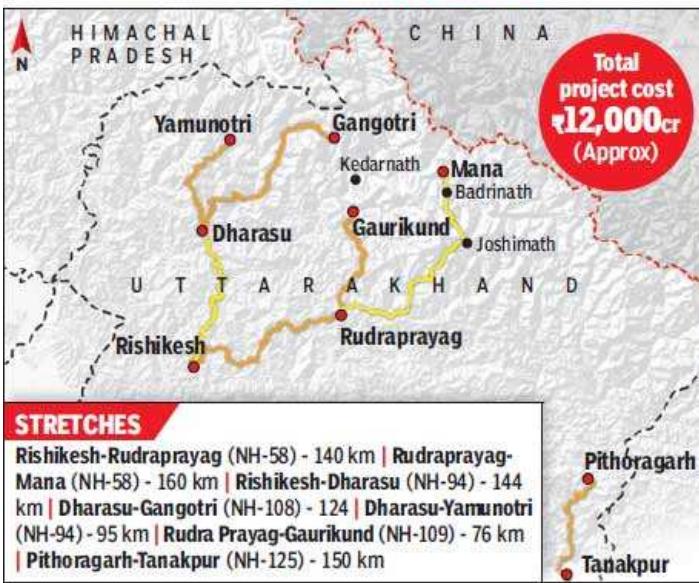 HIMACHAL
PRADESH
CHINA
N
Total
project cost
₹12,000cr
(Approx)
Yamunotri
Gangotri
Kedarnath
Mana
Badrinath
Dharasu
Gaurikund
Joshimath
UTTARAKHAND
Rishikesh
Rudraprayag
STRETCHES
Rishikesh-Rudraprayag (NH-58) - 140 km | Rudraprayag-
Mana (NH-58) - 160 km | Rishikesh-Dharasu (NH-94) - 144
km | Dharasu-Gangotri (NH-108) - 124 | Dharasu-Yamunotri
(NH-94) - 95 km | Rudra Prayag-Gaurikund (NH-109) - 76 km
| Pithoragarh-Tanakpur (NH-125) - 150 km
Pithoragarh
Tanakpur